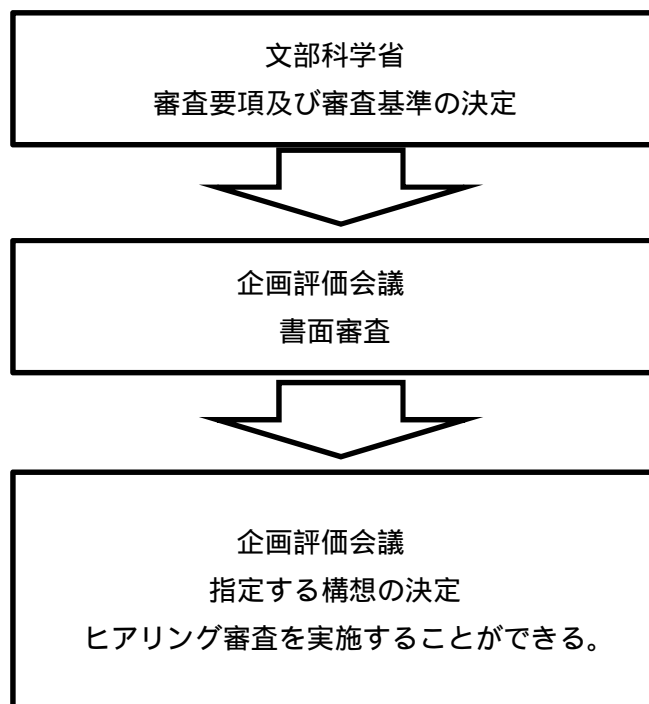 文部科学省
審査要項及び審査基準の決定
企画評価会議
書面審査
企画評価会議
指定する構想の決定
ヒアリング審査を実施することができる。